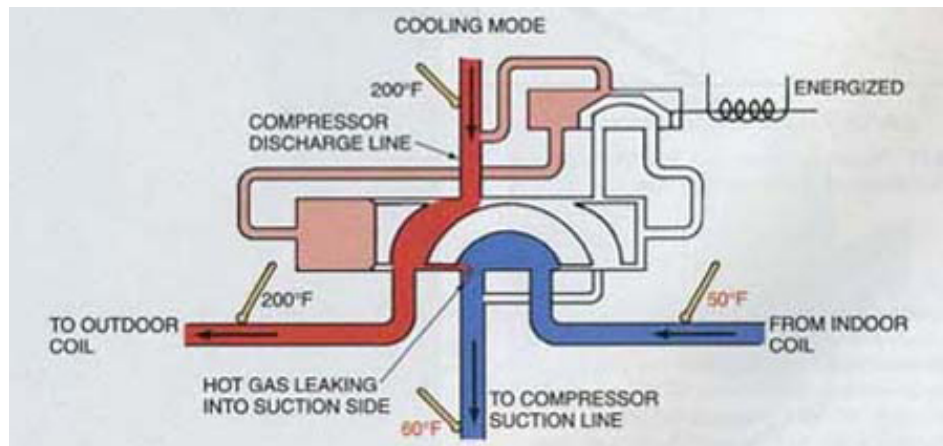 COOLING MODE
200°F
ENERGIZED
COMPRESSOR
DISCHARGE LINE
200°F
50°F
TO OUTDOOR
COIL
FROM INDOOR
COIL
HOT GAS LEAKING
INTO SUCTION SIDE
60°F
TO COMPRESSOR
SUCTION LINE